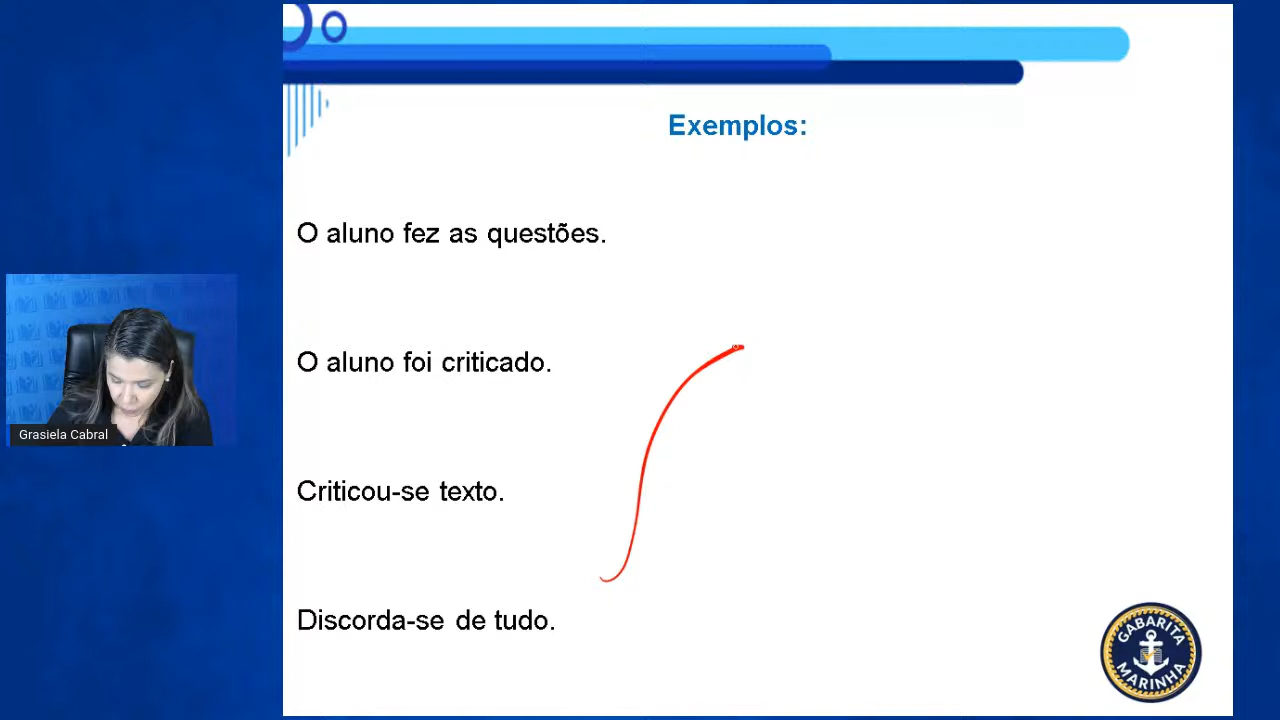 Exemplos:
O aluno fez as questões.
O aluno foi criticado.
Criticou-se texto.
Discorda-se de tudo.
Grasiela Cabral
GABARITA
MARINHA